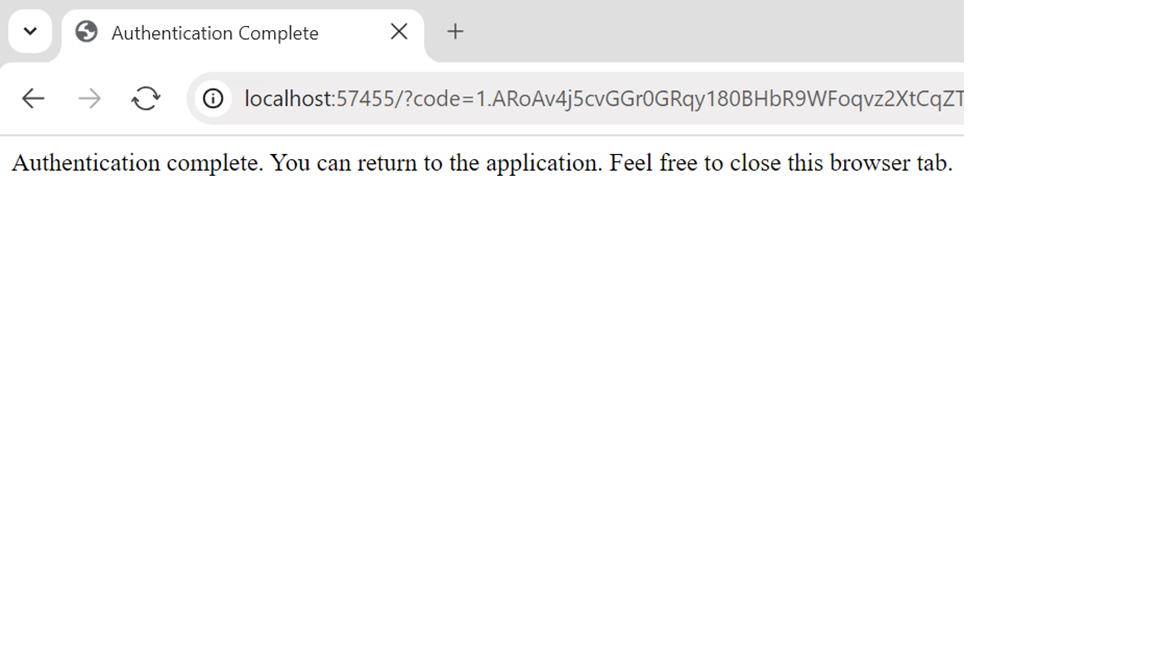 Authentication Complete
localhost:57455/?code=1.ARoAv4j5cvGGr0GRqy180BHbR9WFoqvz2XtCqZT
Authentication complete. You can return to the application. Feel free to close this browser tab.